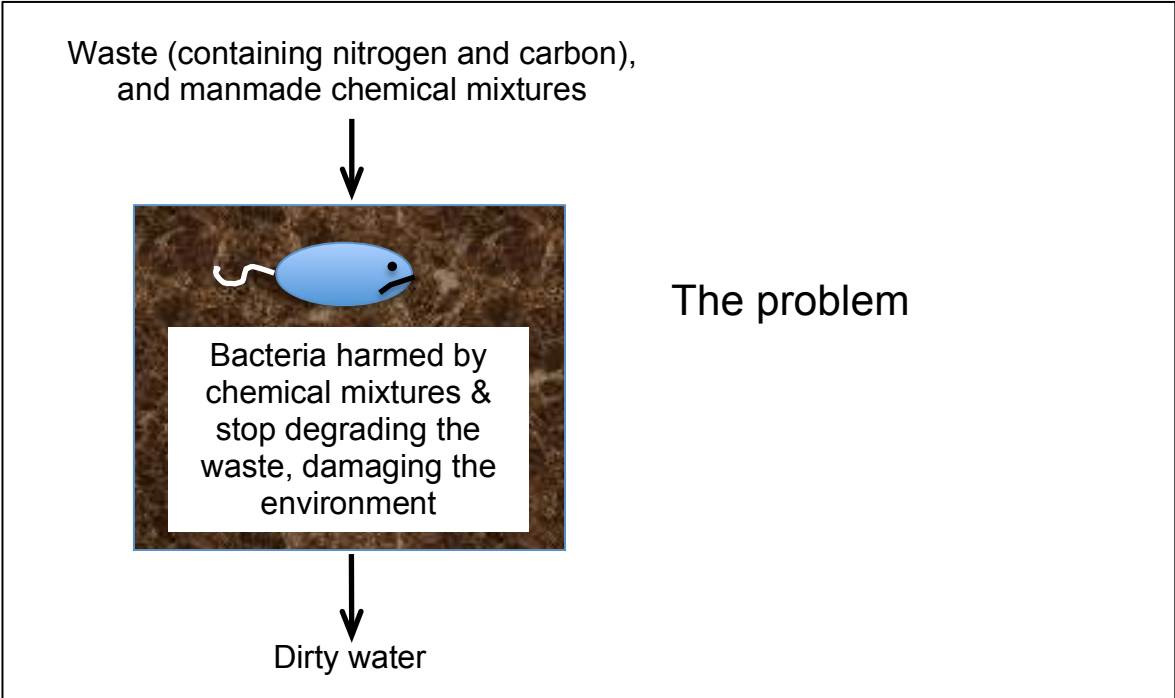 Waste (containing nitrogen and carbon),
and manmade chemical mixtures
The problem
Bacteria harmed by
chemical mixtures &
stop degrading the
waste, damaging the
environment
Dirty water